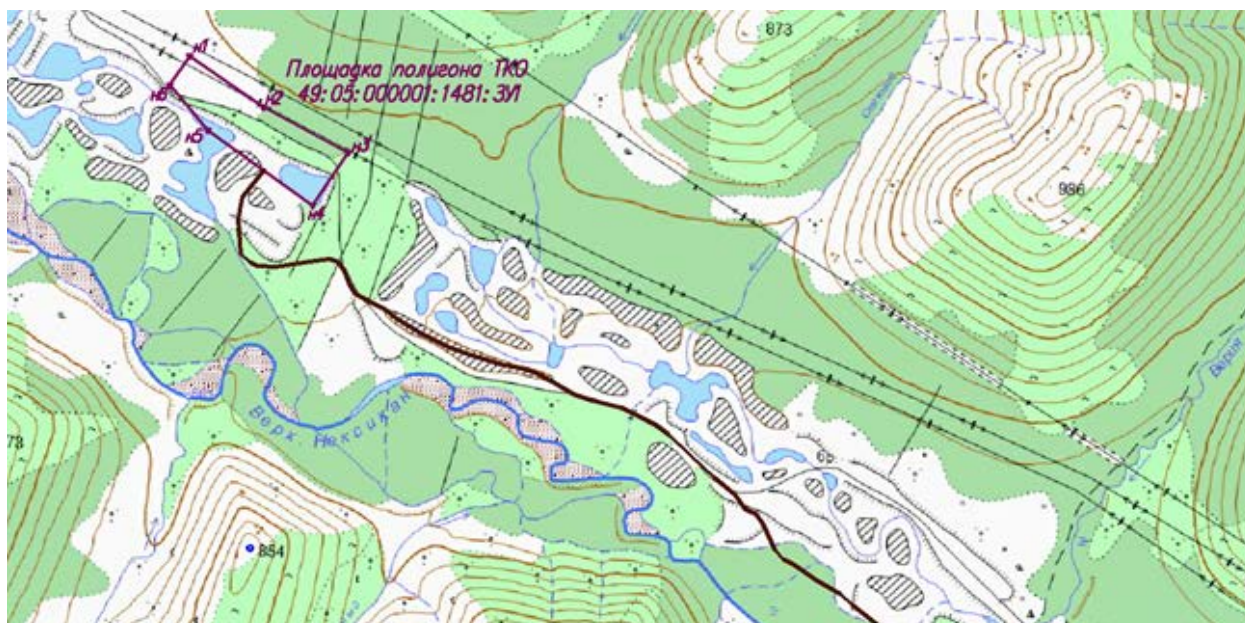 873
н1
Площадка полигона ТКО
49:05:000001:1481:ЗУ1
н6
н2
н5
н3
н4
986
Верх Нексикан
73
854